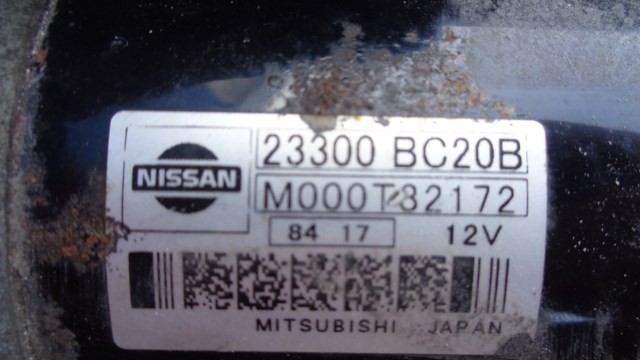 NISSAN
23300 BC20B
M000T82172
84 17
12V
MITSUBISHI JAPAN